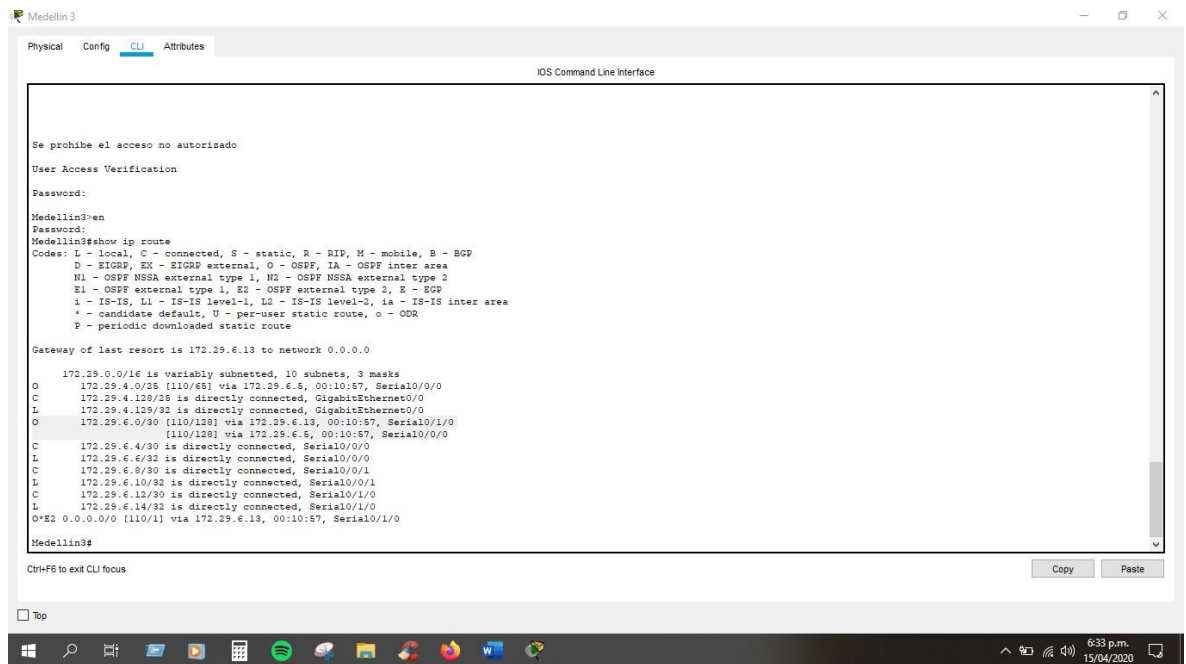 Medellín 3
Physical Config CLI Attributes
IOS Command Line Interface
Se prohibe el acceso no autorizado
User Access Verification
Password:
Medellin3>en
Password:
Medellin3#show ip route
Codes: L - local, C - connected, S - static, R - RIP, M - mobile, B - BGP
D - EIGRP, EX - EIGRP external, O - OSPF, IA - OSPF inter area
N1 - OSPF NSSA external type 1, N2 - OSPF NSSA external type 2
E1 - OSPF external type 1, E2 - OSPF external type 2, E - EGP
i - IS-IS, L1 - IS-IS level-1, L2 - IS-IS level-2, ia - IS-IS inter area
* - candidate default, U - per-user static route, o - ODR
P - periodic downloaded static route
Gateway of last resort is 172.29.6.13 to network 0.0.0.0
172.29.0.0/16 is variably subnetted, 10 subnets, 3 masks
O 172.29.4.0/25 [110/65] via 172.29.6.5, 00:10:57, Serial0/0/0
C 172.29.4.128/25 is directly connected, GigabitEthernet0/0
L 172.29.4.129/32 is directly connected, GigabitEthernet0/0
O 172.29.6.0/30 [110/128] via 172.29.6.13, 00:10:57, Serial0/1/0
[110/128] via 172.29.6.5, 00:10:57, Serial0/0/0
C 172.29.6.4/30 is directly connected, Serial0/0/0
L 172.29.6.6/32 is directly connected, Serial0/0/0
C 172.29.6.8/30 is directly connected, Serial0/0/1
L 172.29.6.10/32 is directly connected, Serial0/0/1
C 172.29.6.12/30 is directly connected, Serial0/1/0
L 172.29.6.14/32 is directly connected, Serial0/1/0
O*E2 0.0.0.0/0 [110/1] via 172.29.6.13, 00:10:57, Serial0/1/0
Medellin3#
Ctrl+F6 to exit CLI focus
Copy Paste
Top
6:33 p.m.
15/04/2020